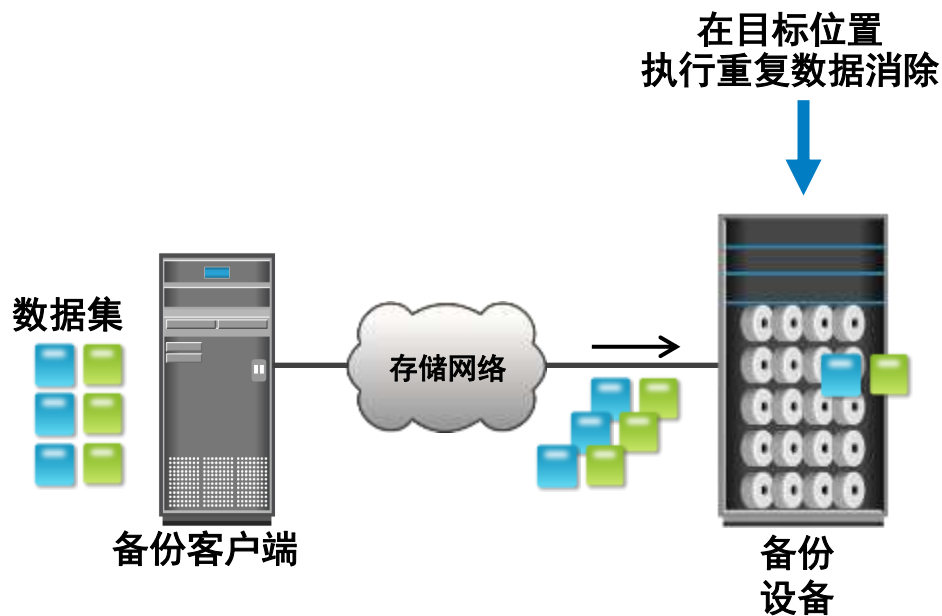 在目标位置
执行重复数据消除
数据集
存储网络
备份客户端
备份
设备